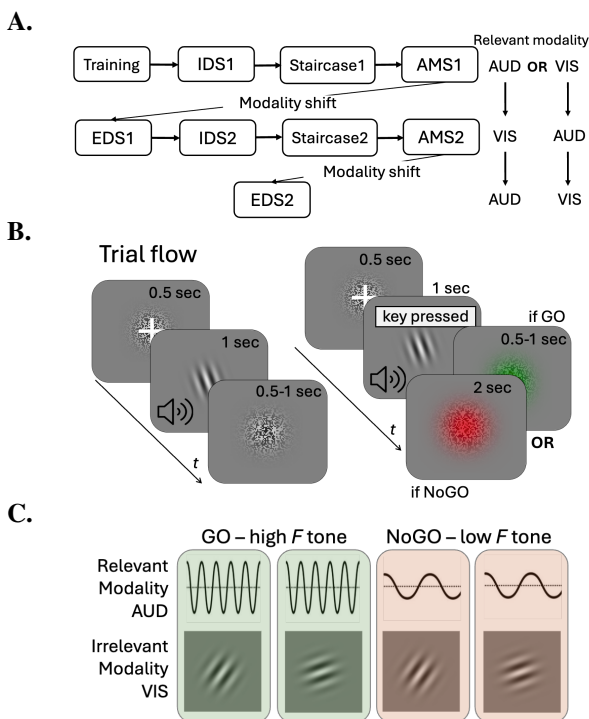 A.
Relevant modality
Training IDS1 Staircase1 AMS1 AUD OR VIS
Modality shift
EDS1 IDS2 Staircase2 AMS2 VIS AUD
Modality shift
EDS2 AUD VIS
B.
Trial flow
0.5 sec
1 sec
0.5-1 sec
t
0.5 sec
1 sec
key pressed
if GO
0.5-1 sec
2 sec
t
OR
if NoGO
C.
GO – high F tone NoGO – low F tone
Relevant
Modality
AUD
Irrelevant
Modality
VIS